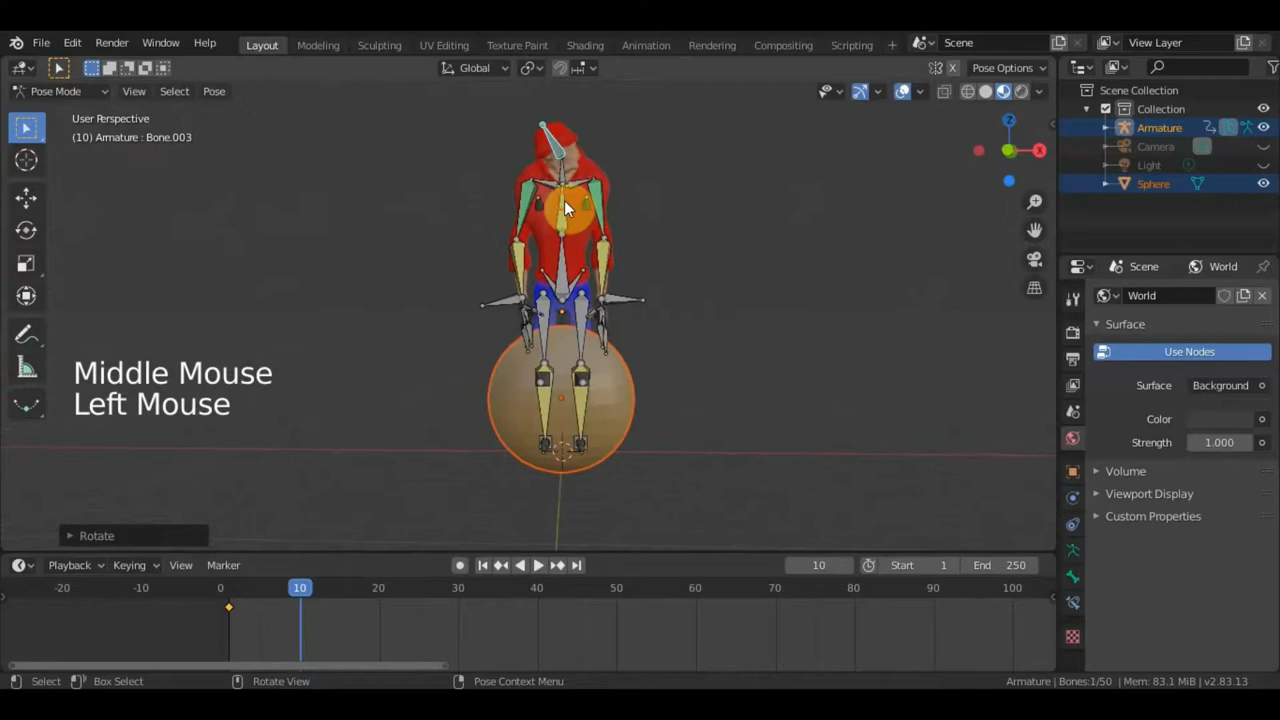 File Edit Render Window Help Layout Modeling Sculpting UV Editing Texture Paint Shading Animation Rendering Compositing Scripting + Scene View Layer
Global X Pose Options
Pose Mode View Select Pose
Scene Collection
User Perspective
(10) Armature : Bone.003
Collection
Armature
Camera
Light
Sphere
Z
X
Scene World
World
Surface
Use Nodes
Surface Background
Color
Strength 1.000
Volume
Viewport Display
Custom Properties
Middle Mouse
Left Mouse
Rotate
Playback Keying View Marker 10 Start 1 End 250
-20 -10 0 10 20 30 40 50 60 70 80 90 100
Select Box Select Rotate View Pose Context Menu Armature | Bones:1/50 | Mem: 83.1 MiB | v2.83.13